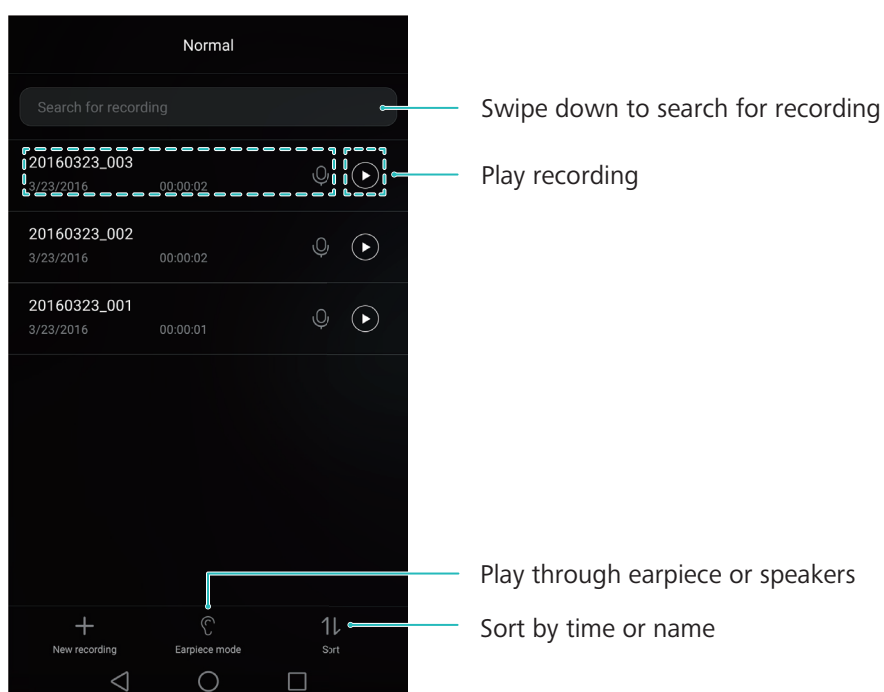 Normal
Search for recording
Swipe down to search for recording
20160323_003
3/23/2016 00:00:02
Play recording
20160323_002
3/23/2016 00:00:02
20160323_001
3/23/2016 00:00:01
Play through earpiece or speakers
Sort by time or name
New recording Earpiece mode Sort